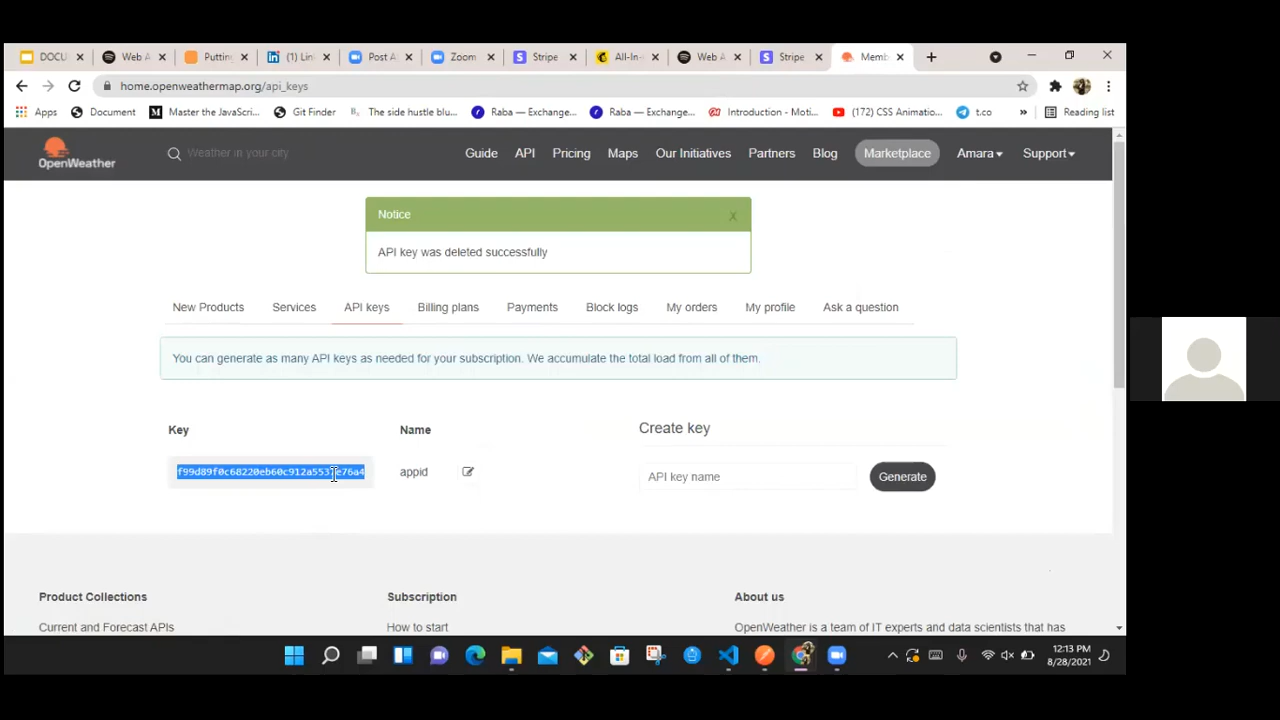 DOCU
Web A
Putting
(1) Lin
Post A
Zoom
Stripe
All-In-
Web A
Stripe
Memb
home.openweathermap.org/api_keys
Apps
Document
Master the JavaScri...
Git Finder
The side hustle blu...
Raba — Exchange...
Raba — Exchange...
Introduction - Moti...
(172) CSS Animatio...
t.co
Reading list
OpenWeather
Weather in your city
Guide
API
Pricing
Maps
Our Initiatives
Partners
Blog
Marketplace
Amara
Support
Notice
x
API key was deleted successfully
New Products
Services
API keys
Billing plans
Payments
Block logs
My orders
My profile
Ask a question
You can generate as many API keys as needed for your subscription. We accumulate the total load from all of them.
Key
Name
Create key
appid
API key name
Generate
Product Collections
Subscription
About us
Current and Forecast APIs
How to start
OpenWeather is a team of IT experts and data scientists that has
12:13 PM
8/28/2021